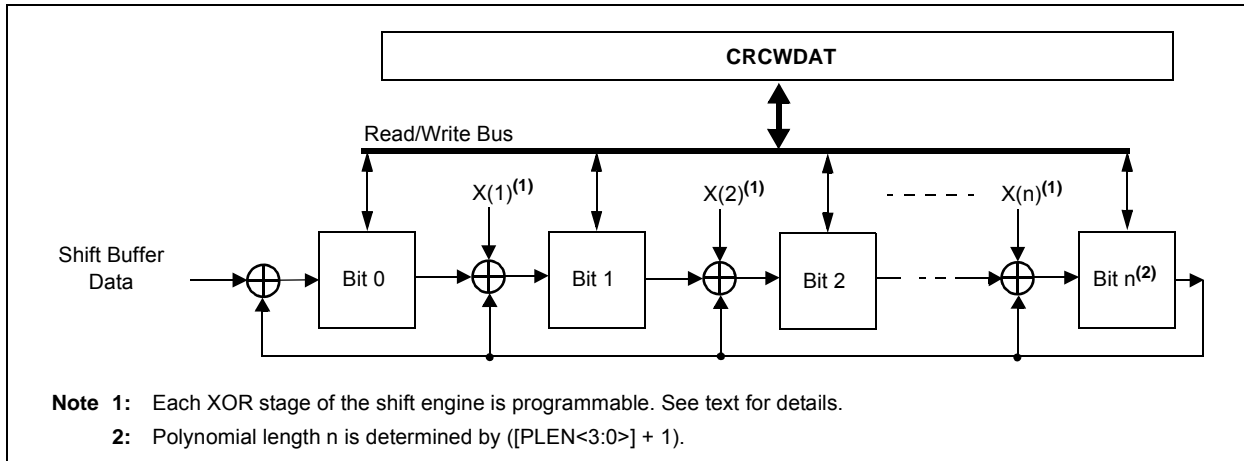 CRCWDAT
Read/Write Bus
X(1)(1) X(2)(1) X(n)(1)
Shift Buffer
Data
Bit 0 Bit 1 Bit 2 Bit n(2)
Note 1: Each XOR stage of the shift engine is programmable. See text for details.
2: Polynomial length n is determined by ([PLEN<3:0>] + 1).